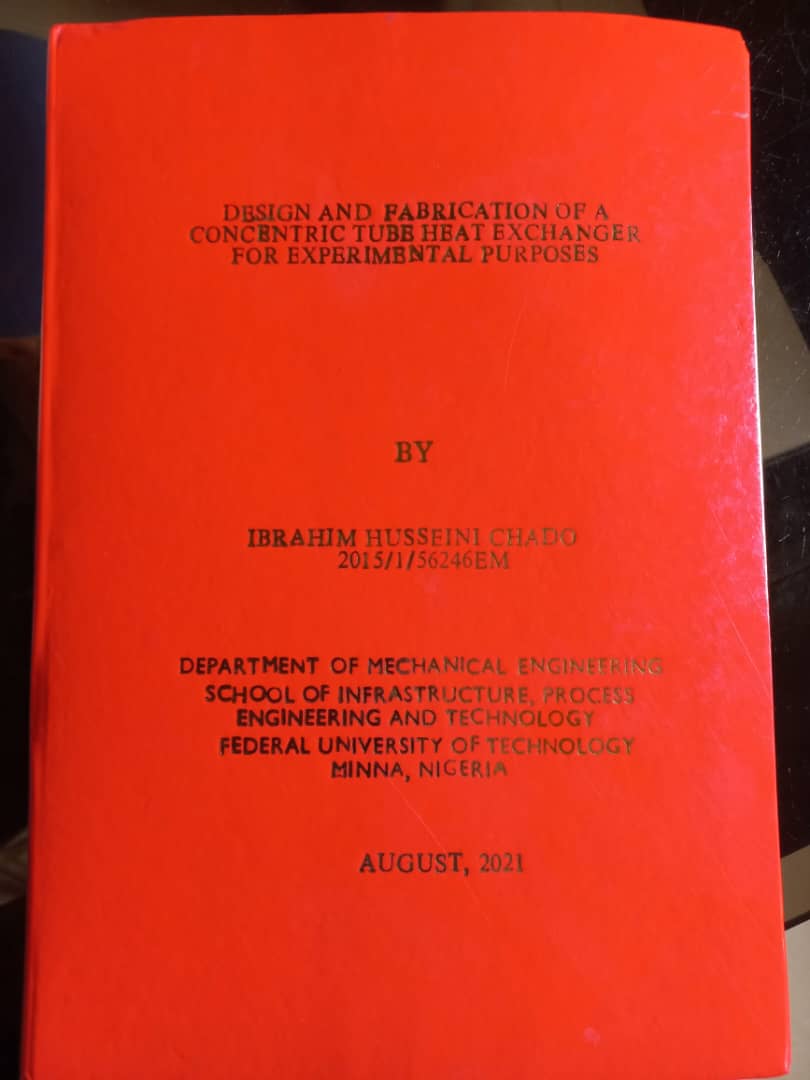 DESIGN AND FABRICATION OF A
CONCENTRIC TUBE HEAT EXCHANGER
FOR EXPERIMENTAL PURPOSES
BY
IBRAHIM HUSSEINI CHADO
2015/1/56246EM
DEPARTMENT OF MECHANICAL ENGINEERING
SCHOOL OF INFRASTRUCTURE, PROCESS
ENGINEERING AND TECHNOLOGY
FEDERAL UNIVERSITY OF TECHNOLOGY
MINNA, NIGERIA
AUGUST, 2021